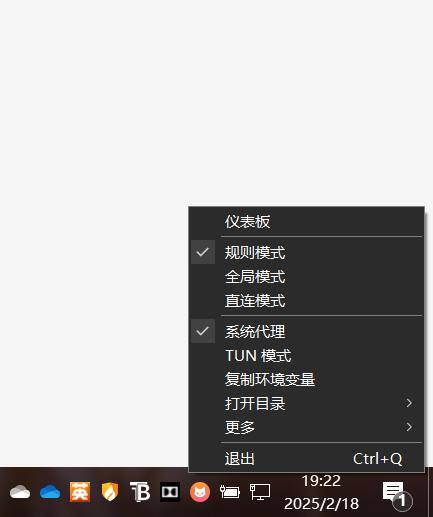 仪表板
规则模式
全局模式
直连模式
系统代理
TUN 模式
复制环境变量
打开目录
更多
退出 Ctrl+Q
英 B 19:22
2025/2/18 1